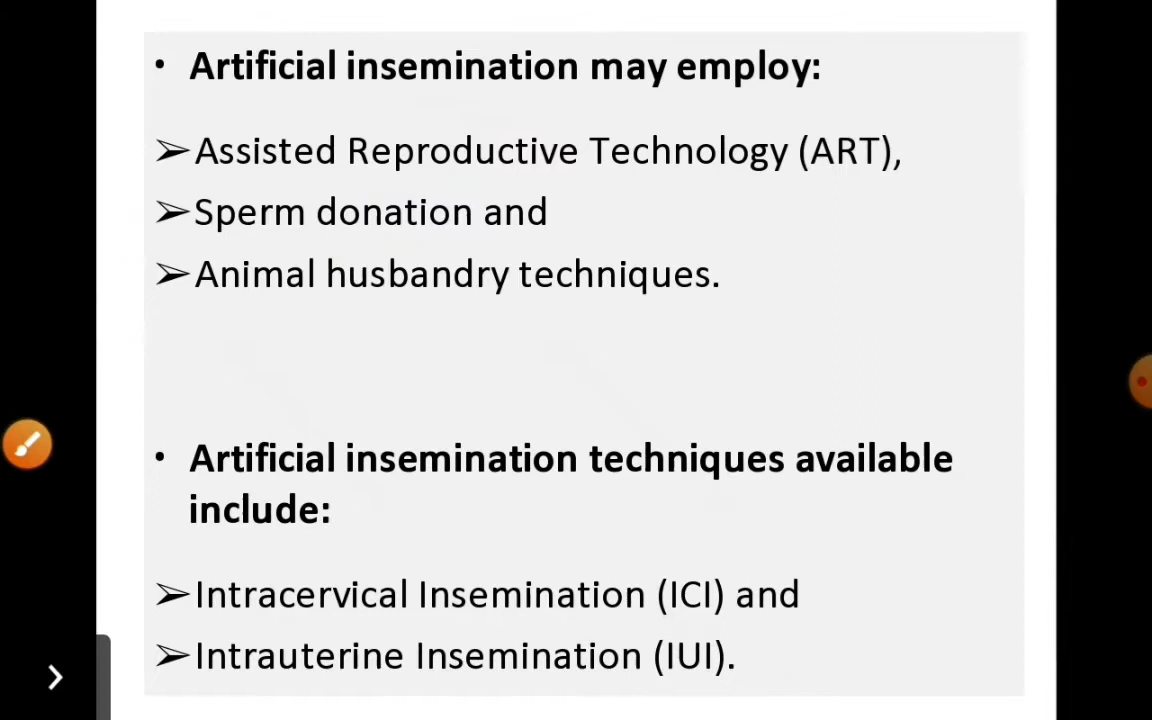 • Artificial insemination may employ:
➢Assisted Reproductive Technology (ART),
➢Sperm donation and
➢Animal husbandry techniques.
• Artificial insemination techniques available
include:
➢Intracervical Insemination (ICI) and
➢Intrauterine Insemination (IUI).